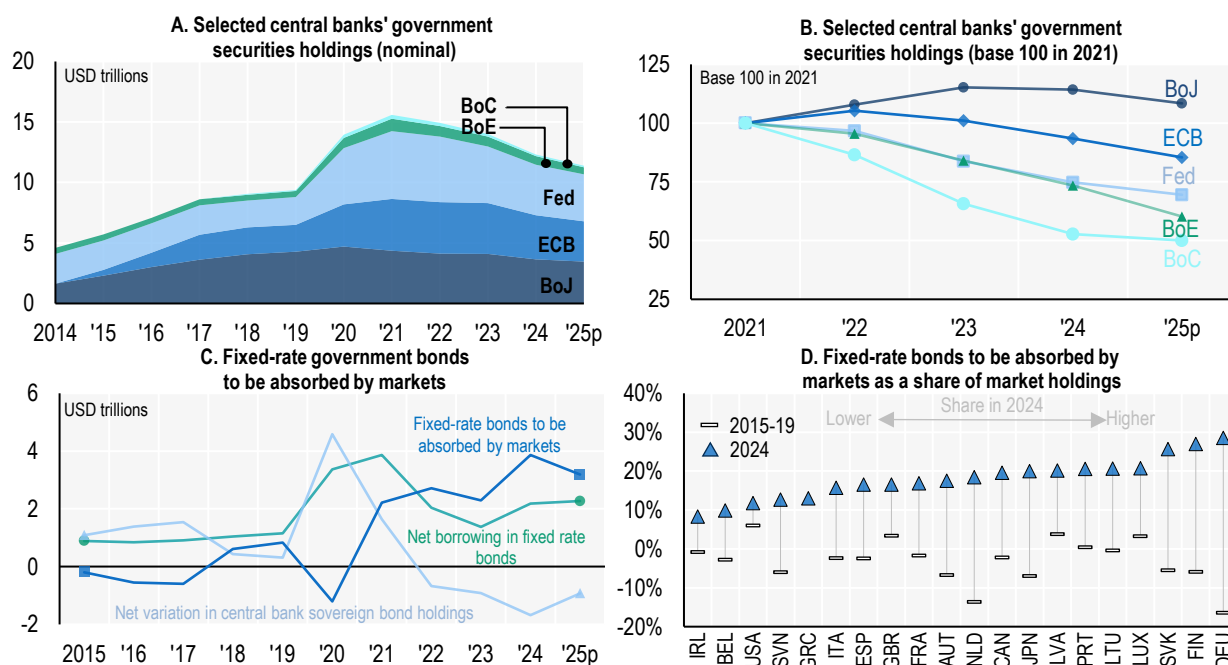 A. Selected central banks' government
securities holdings (nominal)
USD trillions
20
15
10
5
0
BoC
BoE
Fed
ECB
BoJ
2014 '15 '16 '17 '18 '19 '20 '21 '22 '23 '24 '25p
B. Selected central banks' government
securities holdings (base 100 in 2021)
Base 100 in 2021
125
100
75
50
25
BoJ
ECB
Fed
BoE
BoC
2021 '22 '23 '24 '25p
C. Fixed-rate government bonds
to be absorbed by markets
USD trillions
6
4
2
0
-2
Fixed-rate bonds to be
absorbed by markets
Net borrowing in fixed rate
bonds
Net variation in central bank sovereign bond holdings
2015 '16 '17 '18 '19 '20 '21 '22 '23 '24 '25p
D. Fixed-rate bonds to be absorbed by
markets as a share of market holdings
40%
30%
20%
10%
0%
-10%
-20%
2015-19
2024
Share in 2024
Lower
Higher
IRL
BEL
USA
SVN
GRC
ITA
ESP
GBR
FRA
AUT
NLD
CAN
JPN
LVA
PRT
LTU
LUX
SVK
FIN
DEU